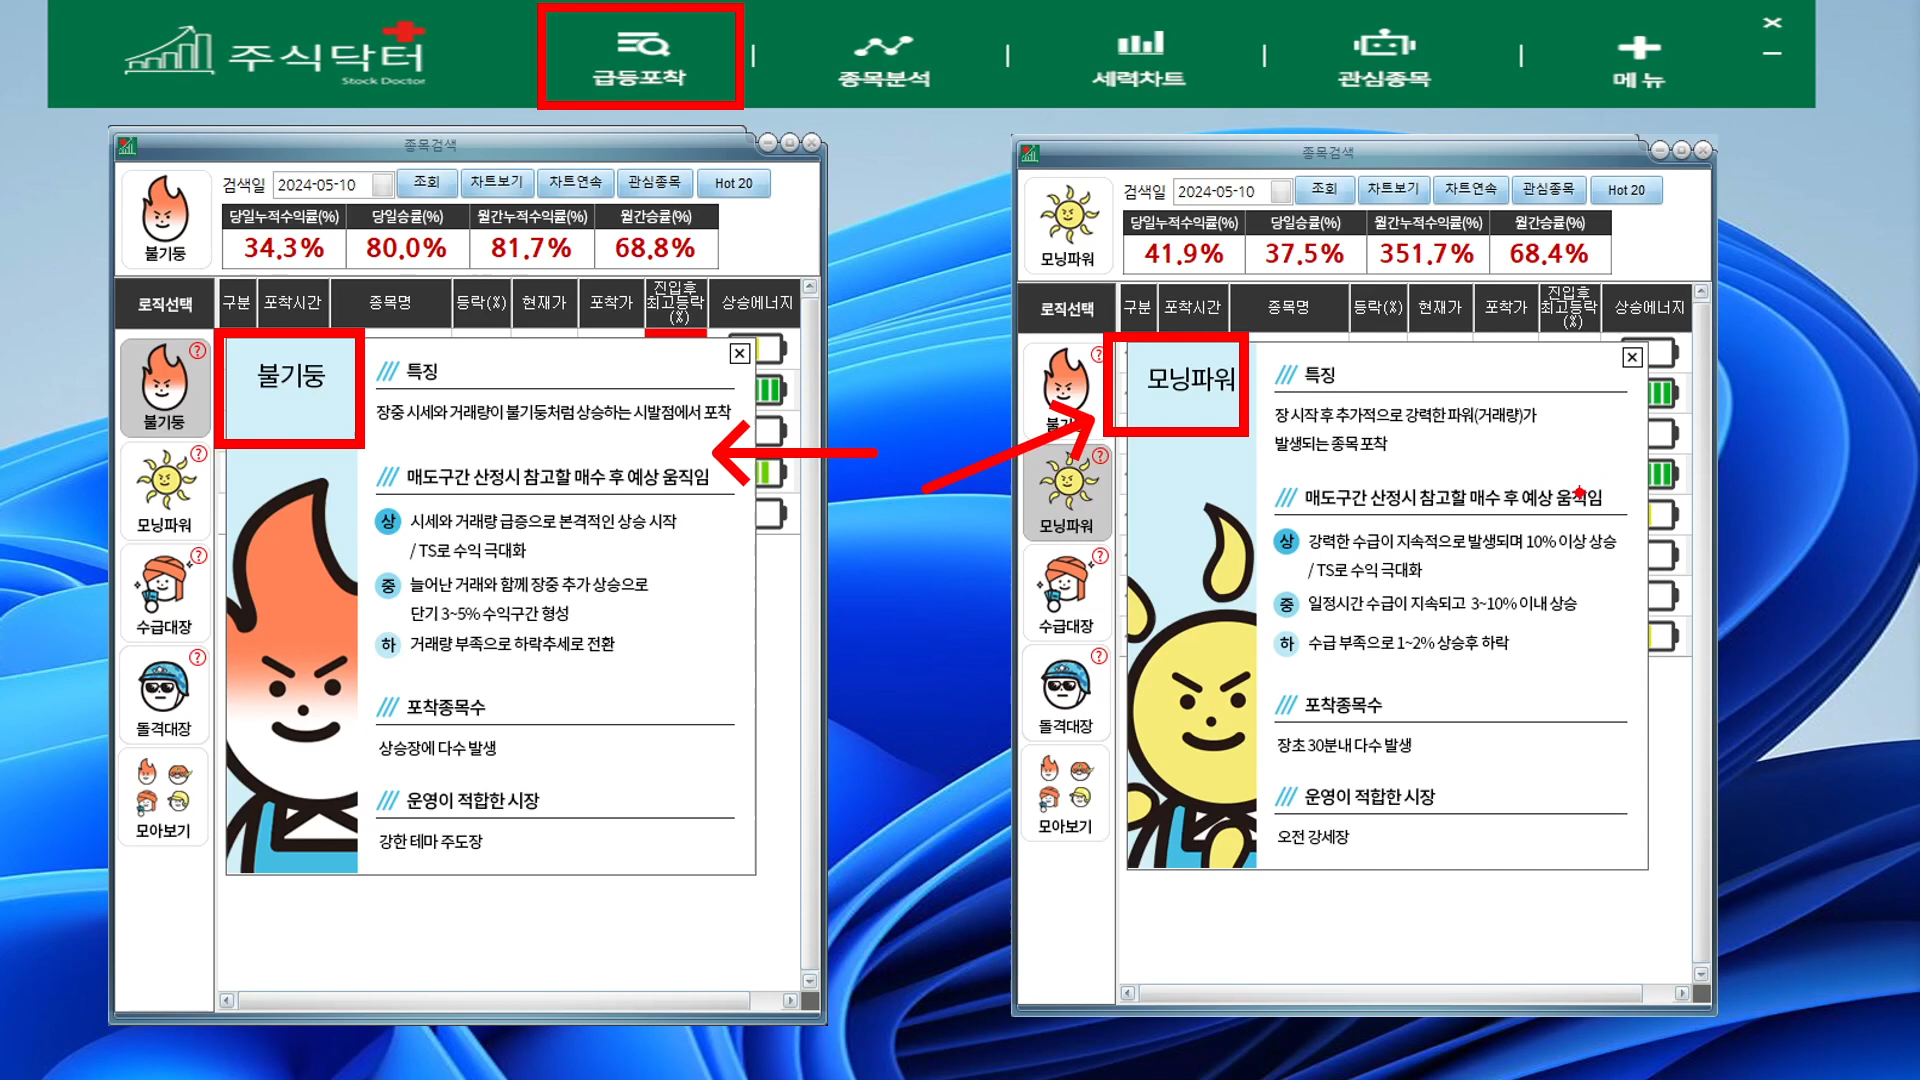 주식닥터
Stock Doctor
급등포착
종목분석
세력차트
관심종목
메뉴
종목검색
검색일
2024-05-10
조회
차트보기
차트연속
관심종목
Hot 20
당일누적수익률(%)
당일승률(%)
월간누적수익률(%)
월간승률(%)
34.3%
80.0%
81.7%
68.8%
불기둥
로직선택
구분
포착시간
종목명
등락(%)
현재가
포착가
진입후
최고등락
(%)
상승에너지
?
불기둥
?
모닝파워
?
수급대장
?
돌격대장
모아보기
불기둥
/// 특징
장중 시세와 거래량이 불기둥처럼 상승하는 시발점에서 포착
/// 매도구간 산정시 참고할 매수 후 예상 움직임
상 시세와 거래량 급증으로 본격적인 상승 시작
/ TS로 수익 극대화
중 늘어난 거래와 함께 장중 추가 상승으로
단기 3~5% 수익구간 형성
하 거래량 부족으로 하락추세로 전환
/// 포착종목수
상승장에 다수 발생
/// 운영이 적합한 시장
강한 테마 주도장
종목검색
검색일
2024-05-10
조회
차트보기
차트연속
관심종목
Hot 20
당일누적수익률(%)
당일승률(%)
월간누적수익률(%)
월간승률(%)
41.9%
37.5%
351.7%
68.4%
모닝파워
로직선택
구분
포착시간
종목명
등락(%)
현재가
포착가
진입후
최고등락
(%)
상승에너지
?
?
모닝파워
?
수급대장
?
돌격대장
모아보기
모닝파워
/// 특징
장 시작 후 추가적으로 강력한 파워(거래량)가
발생되는 종목 포착
/// 매도구간 산정시 참고할 매수 후 예상 움직임
상 강력한 수급이 지속적으로 발생되며 10% 이상 상승
/ TS로 수익 극대화
중 일정시간 수급이 지속되고 3~10% 이내 상승
하 수급 부족으로 1~2% 상승후 하락
/// 포착종목수
장초 30분내 다수 발생
/// 운영이 적합한 시장
오전 강세장